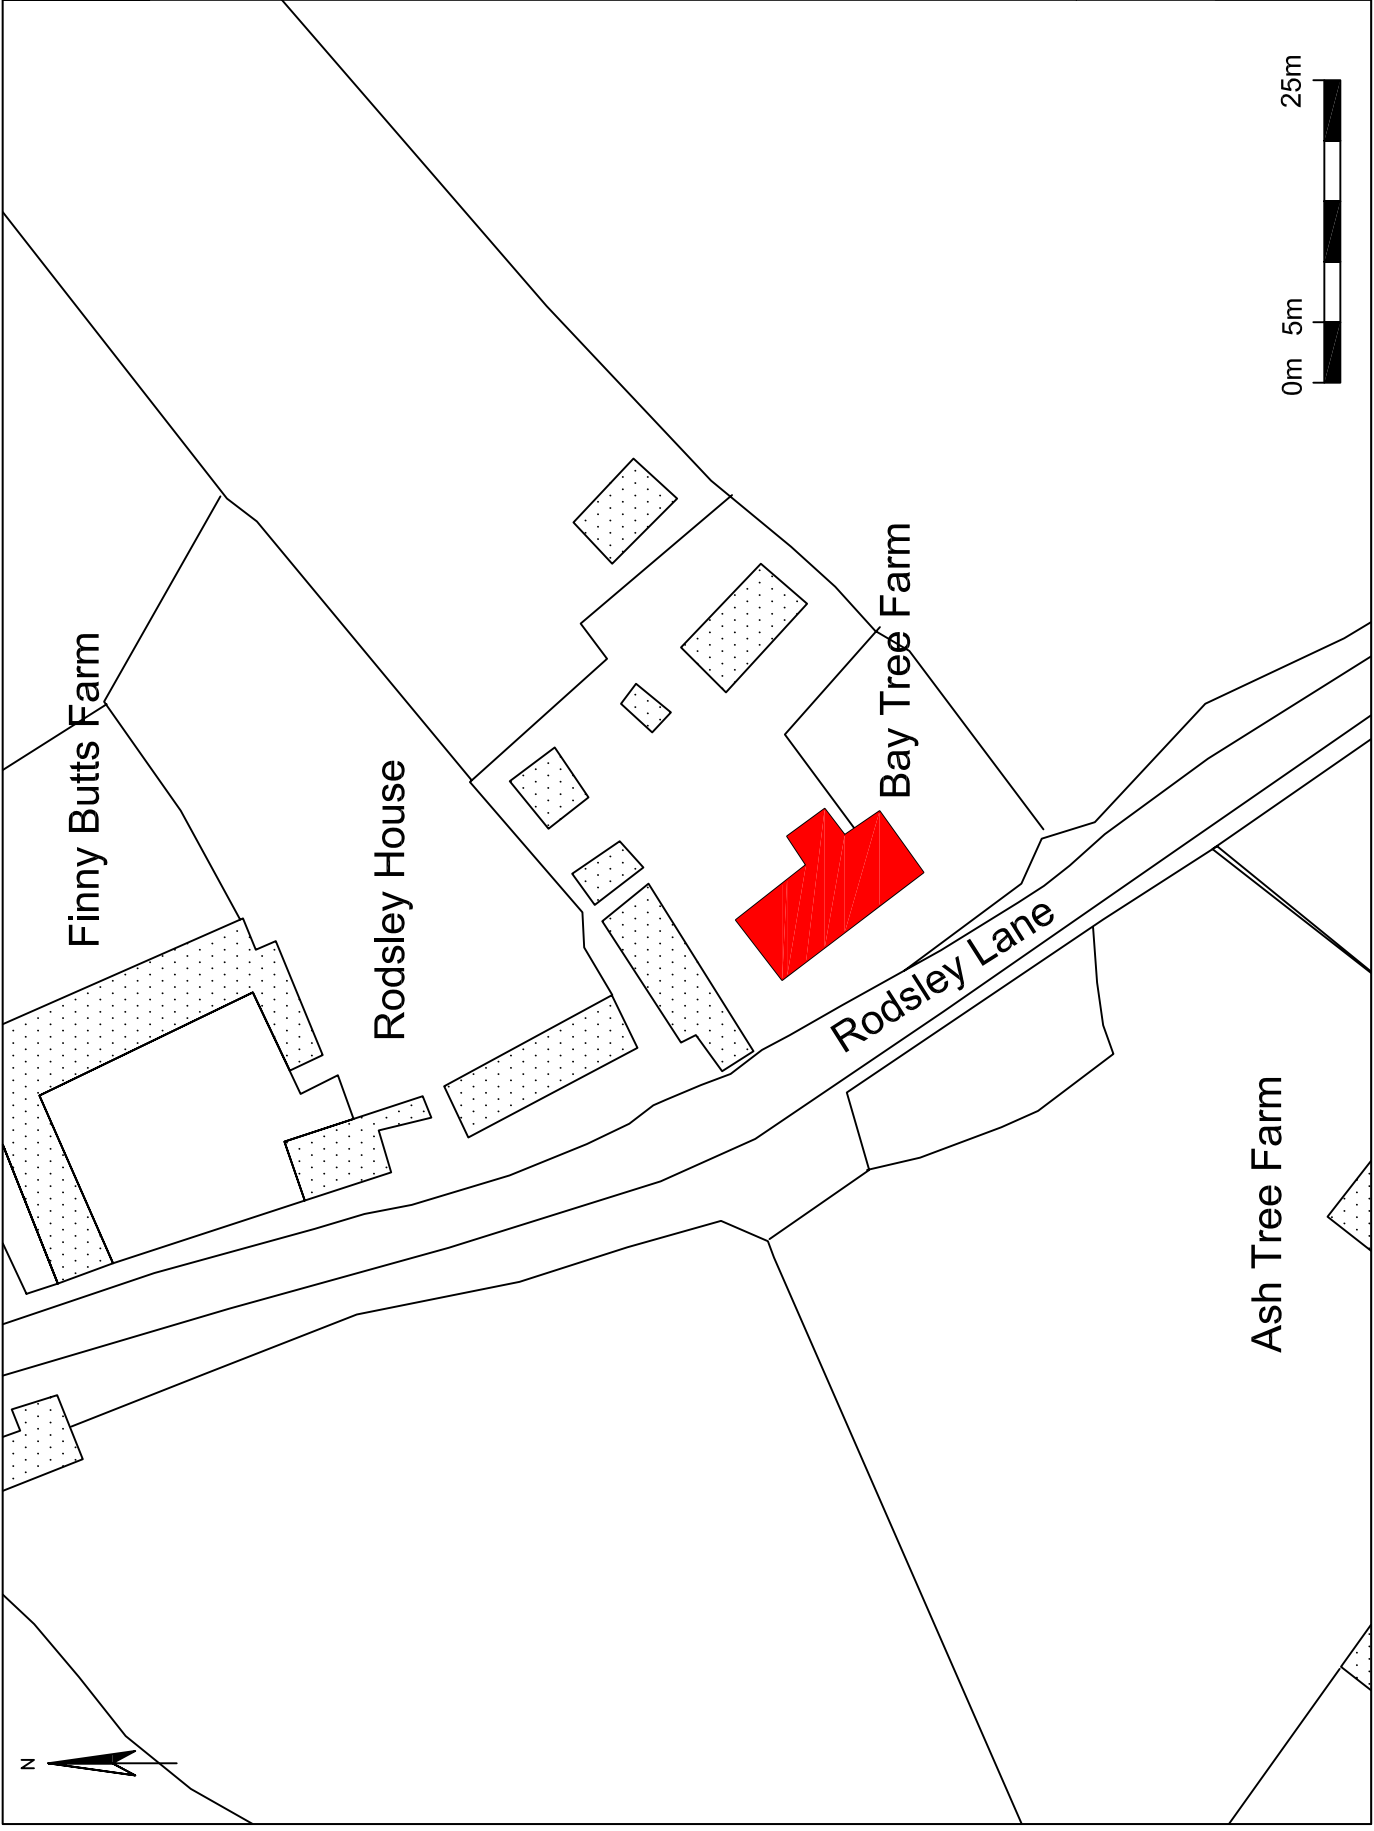 N
Finny Butts Farm
Rodsley House
Bay Tree Farm
Rodsley Lane
Ash Tree Farm
0m 5m 25m